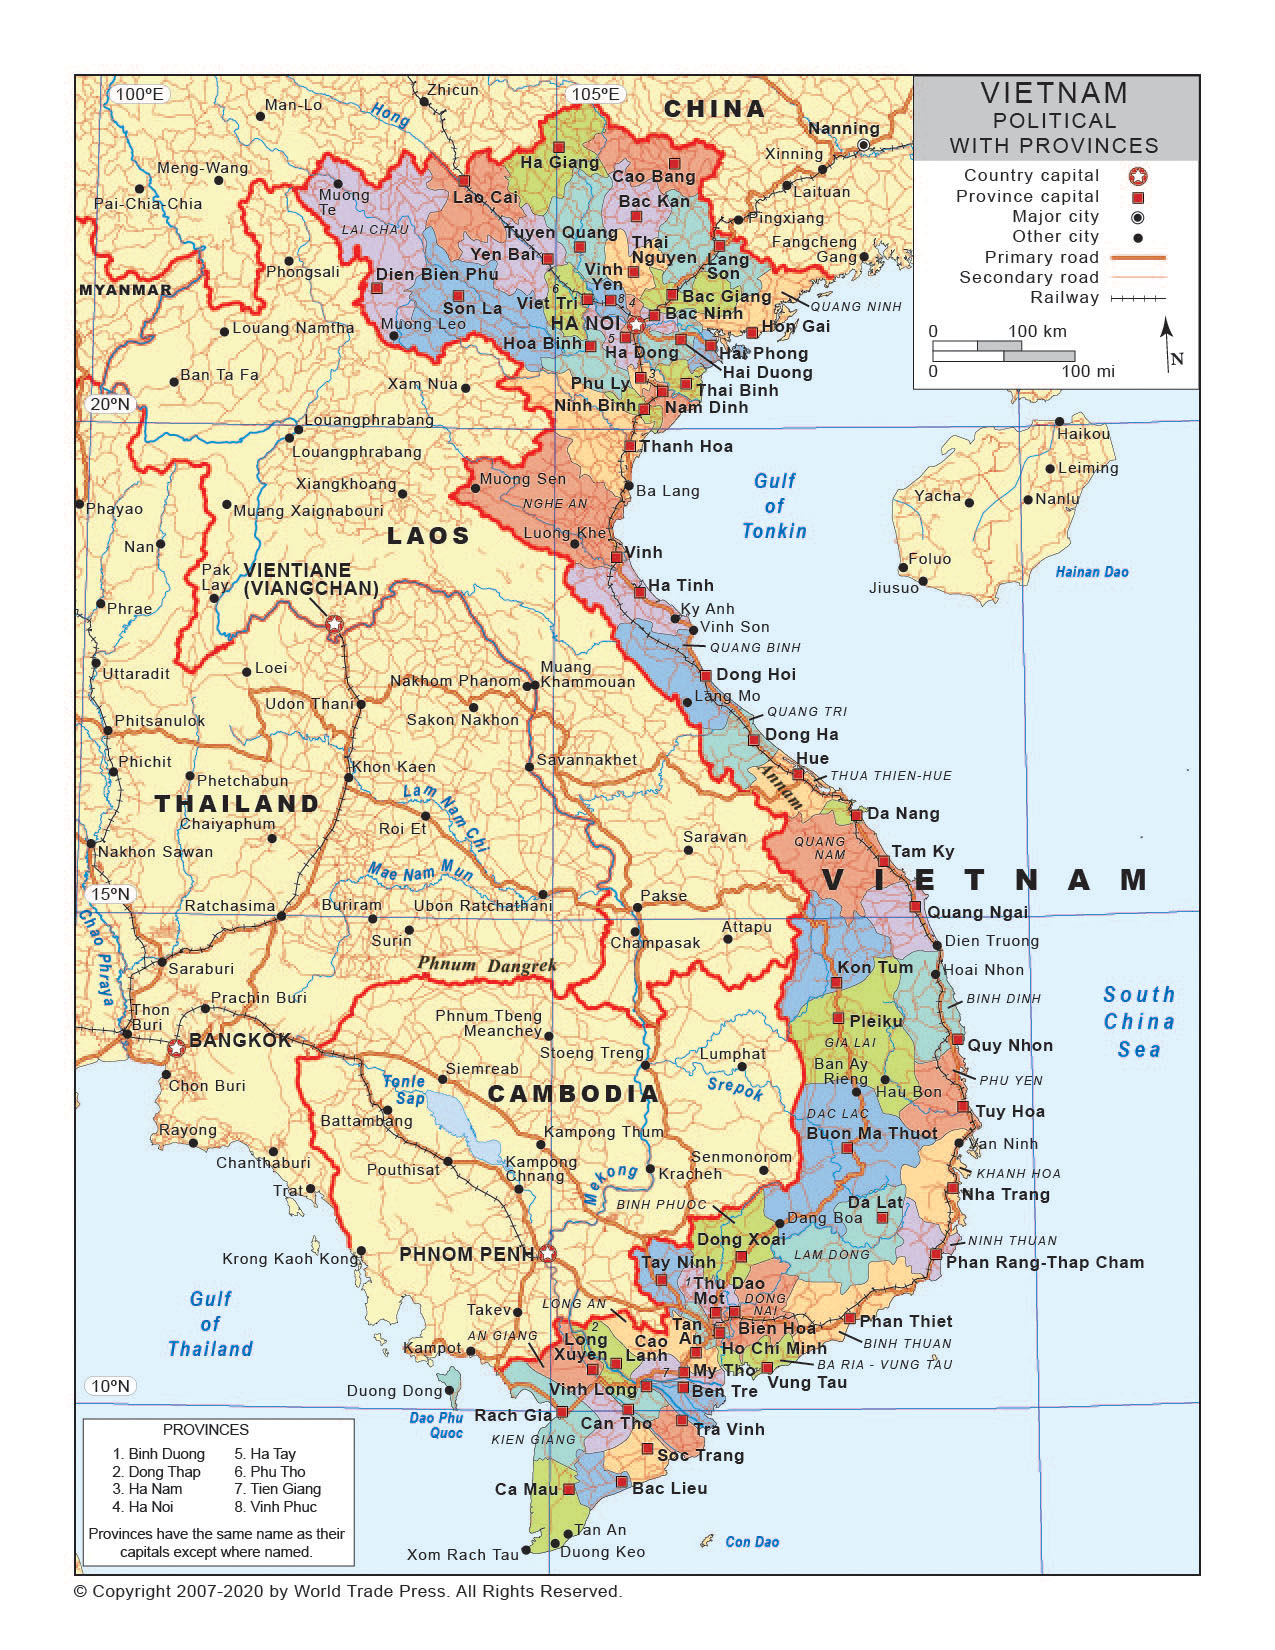 100°E
105°E
Zhicun
Man-Lo
Hong
CHINA
Nanning
Xinning
Ha Giang
Meng-Wang
Cao Bang
Muong
Te
Lao Cai
Bac Kan
Laituan
Pai-Chia-Chia
Pingxiang
LAI CHAU
Tuyen Quang
Thai
Nguyen
Fangcheng
Gang
Yen Bai
Lang
Son
Phongsali
Dien Bien Phu
Vinh
Yen
MYANMAR
6
8
4
Bac Giang
Son La
Viet Tri
QUANG NINH
Bac Ninh
Louang Namtha
Muong Leo
HA NOI
Hon Gai
5
Hoa Binh
Ha Dong
Hai Phong
Hai Duong
Ban Ta Fa
Xam Nua
Phu Ly
3
Thai Binh
20°N
Ninh Binh
Nam Dinh
Louangphrabang
Louangphrabang
Thanh Hoa
Haikou
Leiming
Xiangkhoang
Muong Sen
Gulf
of
Tonkin
Ba Lang
Yacha
Nanlu
Phayao
Muang Xaignabouri
NGHE AN
LAOS
Luong Khe
Nan
Vinh
Foluo
Pak
Lay
VIENTIANE
(VIANGCHAN)
Ha Tinh
Hainan Dao
Jiusuo
Phrae
Ky Anh
Vinh Son
QUANG BINH
Uttaradit
Loei
Muang
Khammouan
Dong Hoi
Nakhom Phanom
Lang Mo
Udon Thani
Sakon Nakhon
QUANG TRI
Phitsanulok
Dong Ha
Phichit
Khon Kaen
Savannakhet
Hue
Phetchabun
Annam
THUA THIEN-HUE
THAILAND
Lam Nam Chi
Chaiyaphum
Roi Et
Da Nang
Saravan
QUANG
NAM
Nakhon Sawan
Tam Ky
Mae Nam Mun
VIETNAM
15°N
Ratchasima
Buriram
Ubon Ratchathani
Pakse
Quang Ngai
Chao Phraya
Surin
Champasak
Attapu
Dien Truong
Saraburi
Phnum Dangrek
Kon Tum
Hoai Nhon
Prachin Buri
BINH DINH
South
China
Sea
Thon
Buri
Phnum Tbeng
Meanchey
Pleiku
BANGKOK
Stoeng Treng
Lumphat
GIA LAI
Quy Nhon
Siemreab
Ban Ay
Rieng
Chon Buri
Tonle
Sap
CAMBODIA
Srepok
Hau Bon
PHU YEN
Battambang
DAC LAC
Tuy Hoa
Rayong
Kampong Thum
Buon Ma Thuot
Van Ninh
Chanthaburi
Pouthisat
Kampong
Chnang
Mekong
Senmonorom
Kracheh
KHANH HOA
Trat
Nha Trang
BINH PHUOC
Da Lat
Dang Boa
Krong Kaoh Kong
PHNOM PENH
Dong Xoai
LAM DONG
NINH THUAN
Tay Ninh
Phan Rang-Thap Cham
1
Thu Dao
Mot
DONG
NAI
Gulf
of
Thailand
Takev
LONG AN
2
Tan
An
Bien Hoa
Phan Thiet
AN GIANG
Long
Xuyen
Cao
Lanh
Ho Chi Minh
BINH THUAN
Kampot
7
My Tho
BA RIA - VUNG TAU
10°N
Duong Dong
Vinh Long
Ben Tre
Vung Tau
Dao Phu
Quoc
Rach Gia
Can Tho
Tra Vinh
KIEN GIANG
Soc Trang
Ca Mau
Bac Lieu
Tan An
Xom Rach Tau
Duong Keo
Con Dao
VIETNAM
POLITICAL
WITH PROVINCES
Country capital
Province capital
Major city
Other city
Primary road
Secondary road
Railway
0 100 km
0 100 mi
N
PROVINCES
1. Binh Duong
2. Dong Thap
3. Ha Nam
4. Ha Noi
5. Ha Tay
6. Phu Tho
7. Tien Giang
8. Vinh Phuc
Provinces have the same name as their
capitals except where named.
© Copyright 2007-2020 by World Trade Press. All Rights Reserved.